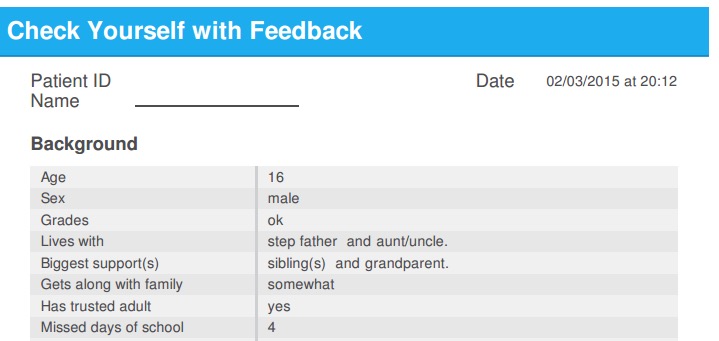 Check Yourself with Feedback
Patient ID
Date 02/03/2015 at 20:12
Name
Background
Age 16
Sex male
Grades ok
Lives with step father and aunt/uncle.
Biggest support(s) sibling(s) and grandparent.
Gets along with family somewhat
Has trusted adult yes
Missed days of school 4